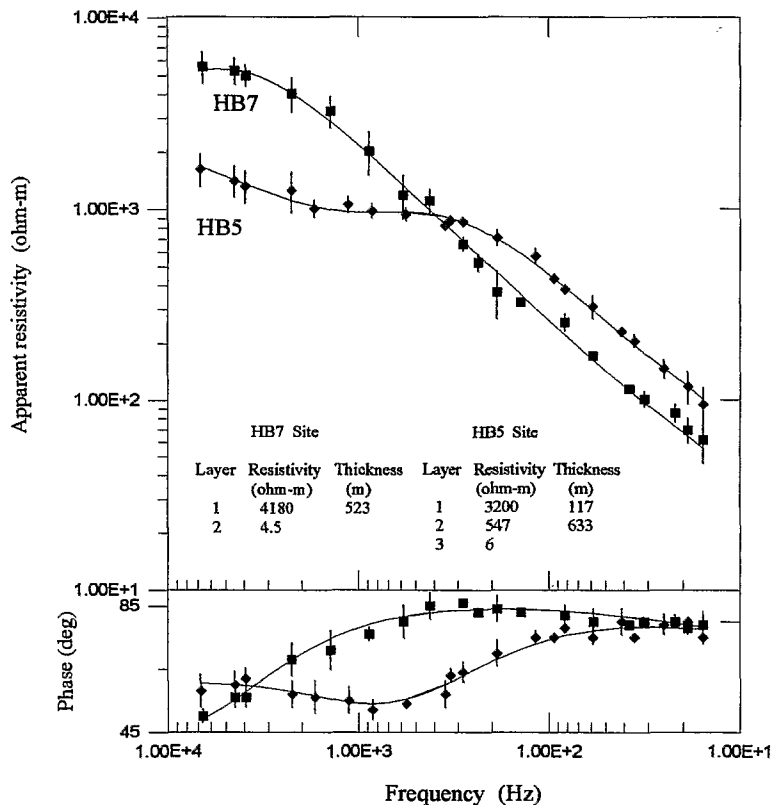 1.00E+4
HB7
1.00E+3
HB5
Apparent resistivity (ohm-m)
1.00E+2
HB7 Site HB5 Site
Layer Resistivity Thickness Layer Resistivity Thickness
(ohm-m) (m) (ohm-m) (m)
1 4180 523 1 3200 117
2 4.5 2 547 633
3 6
1.00E+1
85
Phase (deg)
45
1.00E+4 1.00E+3 1.00E+2 1.00E+1
Frequency (Hz)